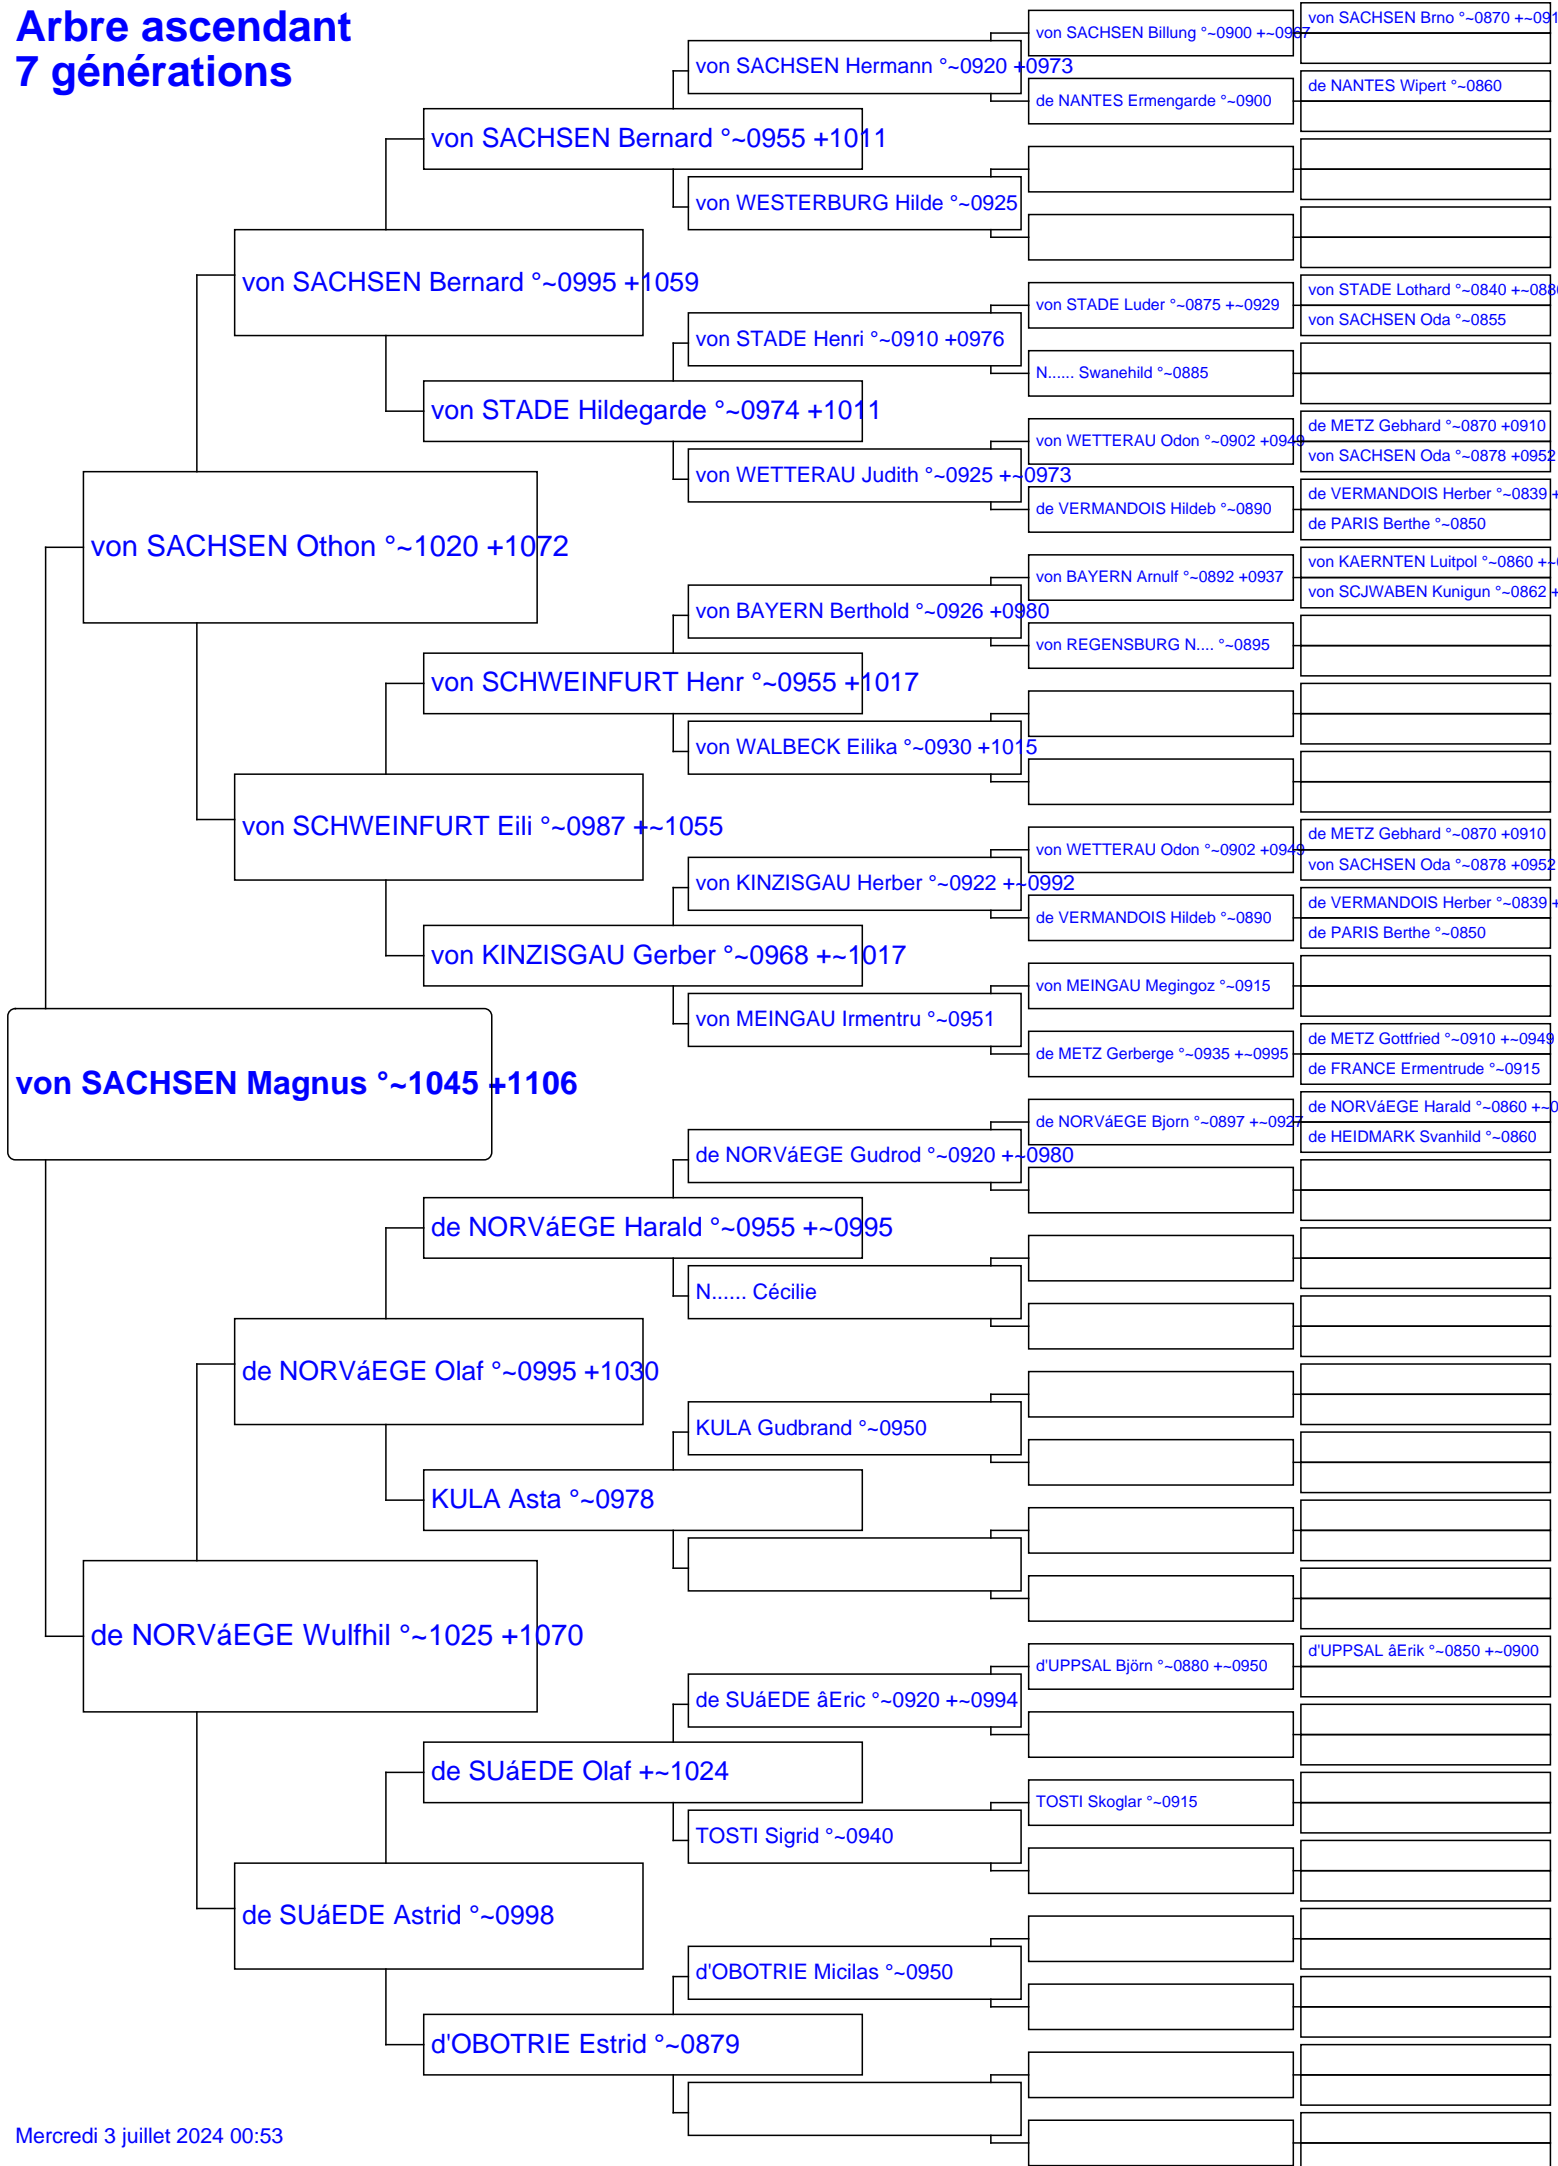 Arbre ascendant
7 générations
von SACHSEN Magnus °~1045 +1106
von SACHSEN Othon °~1020 +1072
de NORVáEGE Wulfhil °~1025 +1070
von SACHSEN Bernard °~0995 +1059
von SCHWEINFURT Eili °~0987 +~1055
de NORVáEGE Olaf °~0995 +1030
de SUáEDE Astrid °~0998
von SACHSEN Bernard °~0955 +1011
von STADE Hildegarde °~0974 +1011
von SCHWEINFURT Henr °~0955 +1017
von KINZISGAU Gerber °~0968 +~1017
de NORVáEGE Harald °~0955 +~0995
KULA Asta °~0978
de SUáEDE Olaf +~1024
d'OBOTRIE Estrid °~0879
von SACHSEN Hermann °~0920 +0973
von WESTERBURG Hilde °~0925
von STADE Henri °~0910 +0976
von WETTERAU Judith °~0925 +~0973
von BAYERN Berthold °~0926 +0980
von WALBECK Eilika °~0930 +1015
von KINZISGAU Herber °~0922 +~0992
von MEINGAU Irmentru °~0951
de NORVáEGE Gudrod °~0920 +~0980
N...... Cécilie
KULA Gudbrand °~0950
de SUáEDE âEric °~0920 +~0994
TOSTI Sigrid °~0940
d'OBOTRIE Micilas °~0950
von SACHSEN Billung °~0900 +~0967
de NANTES Ermengarde °~0900
von STADE Luder °~0875 +~0929
N...... Swanehild °~0885
von WETTERAU Odon °~0902 +0949
de VERMANDOIS Hildeb °~0890
von BAYERN Arnulf °~0892 +0937
von REGENSBURG N.... °~0895
von WETTERAU Odon °~0902 +0949
de VERMANDOIS Hildeb °~0890
von MEINGAU Megingoz °~0915
de METZ Gerberge °~0935 +~0995
de NORVáEGE Bjorn °~0897 +~0927
d'UPPSAL Björn °~0880 +~0950
TOSTI Skoglar °~0915
von SACHSEN Brno °~0870 +~091
de NANTES Wipert °~0860
von STADE Lothard °~0840 +~088
von SACHSEN Oda °~0855
de METZ Gebhard °~0870 +0910
von SACHSEN Oda °~0878 +0952
de VERMANDOIS Herber °~0839 +
de PARIS Berthe °~0850
von KAERNTEN Luitpol °~0860 +~
von SCJWABEN Kunigun °~0862 +
de METZ Gebhard °~0870 +0910
von SACHSEN Oda °~0878 +0952
de VERMANDOIS Herber °~0839 +
de PARIS Berthe °~0850
de METZ Gottfried °~0910 +~0949
de FRANCE Ermentrude °~0915
de NORVáEGE Harald °~0860 +~0
de HEIDMARK Svanhild °~0860
d'UPPSAL âErik °~0850 +~0900
Mercredi 3 juillet 2024 00:53